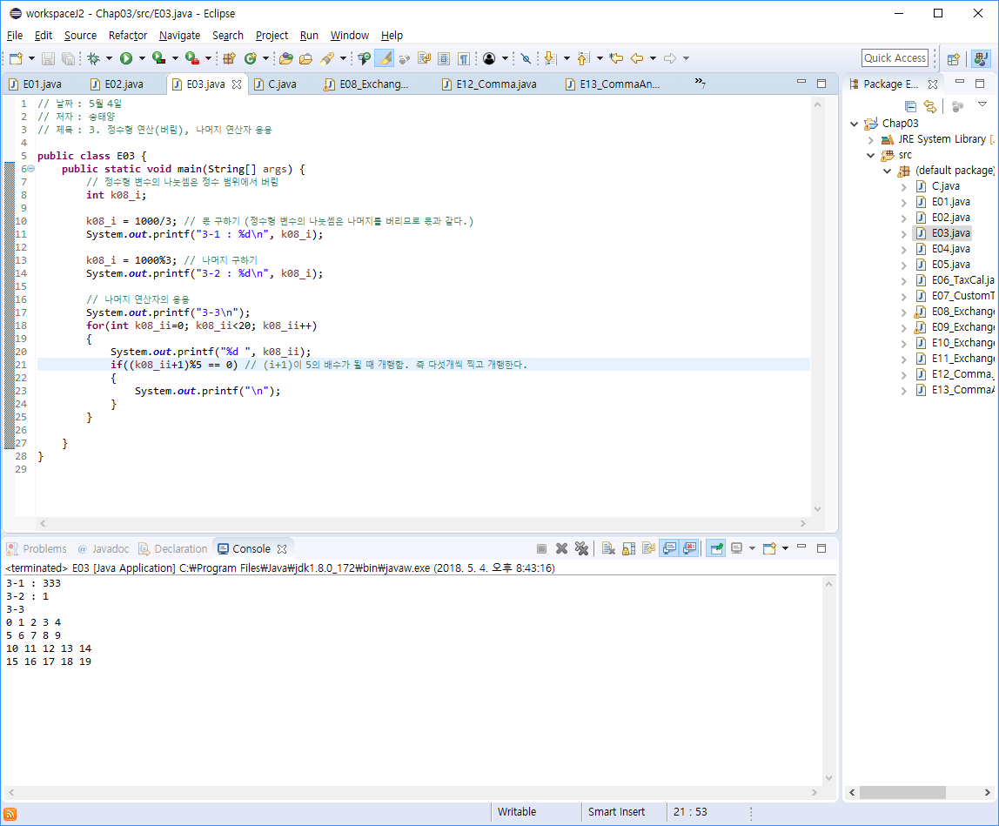 workspaceJ2 - Chap03/src/E03.java - Eclipse
File Edit Source Refactor Navigate Search Project Run Window Help
Quick Access
E01.java E02.java E03.java C.java E08_Exchang... E12_Comma.java E13_CommaAn... »7
1 // 날짜 : 5월 4일
2 // 저자 : 송태양
3 // 제목 : 3. 정수형 연산(버림), 나머지 연산자 응용
4
5 public class E03 {
6 public static void main(String[] args) {
7 // 정수형 변수의 나눗셈은 정수 범위에서 버림
8 int k08_i;
9
10 k08_i = 1000/3; // 몫 구하기 (정수형 변수의 나눗셈은 나머지를 버리므로 몫과 같다.)
11 System.out.printf("3-1 : %d\n", k08_i);
12
13 k08_i = 1000%3; // 나머지 구하기
14 System.out.printf("3-2 : %d\n", k08_i);
15
16 // 나머지 연산자의 응용
17 System.out.printf("3-3\n");
18 for(int k08_ii=0; k08_ii<20; k08_ii++)
19 {
20 System.out.printf("%d ", k08_ii);
21 if((k08_ii+1)%5 == 0) // (i+1)이 5의 배수가 될 때 개행함. 즉 다섯개씩 찍고 개행한다.
22 {
23 System.out.printf("\n");
24 }
25 }
26
27 }
28 }
29
Package E...
Chap03
JRE System Library [.
src
(default package)
C.java
E01.java
E02.java
E03.java
E04.java
E05.java
E06_TaxCal.ja
E07_CustomT
E08_Exchange
E09_Exchange
E10_Exchange
E11_Exchange
E12_Comma.
E13_CommaA
Problems @ Javadoc Declaration Console
<terminated> E03 [Java Application] C:₩Program Files₩Java₩jdk1.8.0_172₩bin₩javaw.exe (2018. 5. 4. 오후 8:43:16)
3-1 : 333
3-2 : 1
3-3
0 1 2 3 4
5 6 7 8 9
10 11 12 13 14
15 16 17 18 19
Writable Smart Insert 21 : 53